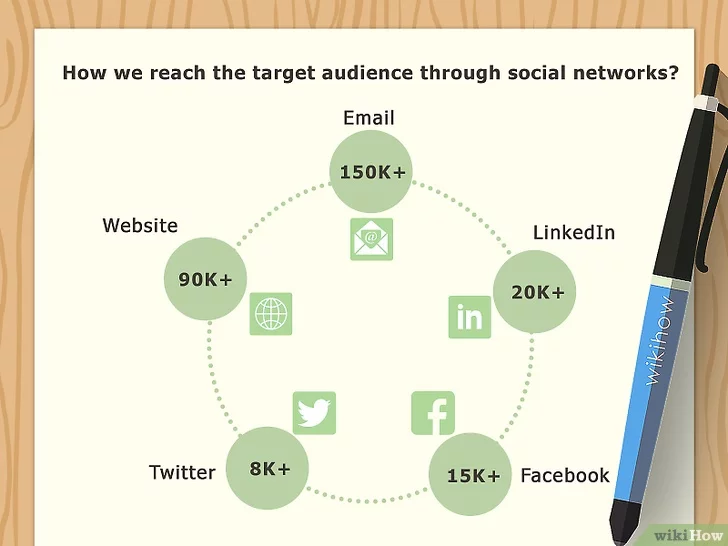 How we reach the target audience through social networks?
Email
150K+
@
Website
90K+
LinkedIn
20K+
in
wikihow
f
Twitter
8K+
15K+
Facebook
wikiHow